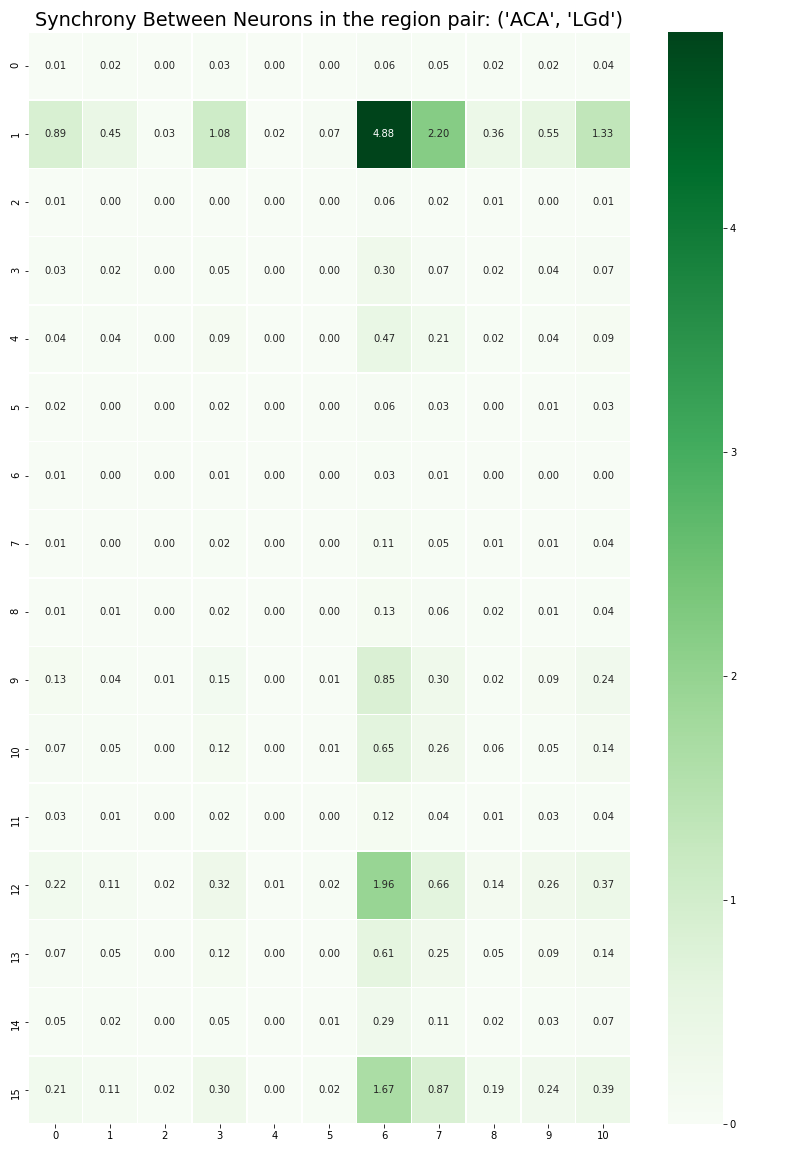 Synchrony Between Neurons in the region pair: ('ACA', 'LGd')
0 0.01 0.02 0.00 0.03 0.00 0.00 0.06 0.05 0.02 0.02 0.04
1 0.89 0.45 0.03 1.08 0.02 0.07 4.88 2.20 0.36 0.55 1.33
2 0.01 0.00 0.00 0.00 0.00 0.00 0.06 0.02 0.01 0.00 0.01
3 0.03 0.02 0.00 0.05 0.00 0.00 0.30 0.07 0.02 0.04 0.07
4 0.04 0.04 0.00 0.09 0.00 0.00 0.47 0.21 0.02 0.04 0.09
5 0.02 0.00 0.00 0.02 0.00 0.00 0.06 0.03 0.00 0.01 0.03
6 0.01 0.00 0.00 0.01 0.00 0.00 0.03 0.01 0.00 0.00 0.00
7 0.01 0.00 0.00 0.02 0.00 0.00 0.11 0.05 0.01 0.01 0.04
8 0.01 0.01 0.00 0.02 0.00 0.00 0.13 0.06 0.02 0.01 0.04
9 0.13 0.04 0.01 0.15 0.00 0.01 0.85 0.30 0.02 0.09 0.24
10 0.07 0.05 0.00 0.12 0.00 0.01 0.65 0.26 0.06 0.05 0.14
11 0.03 0.01 0.00 0.02 0.00 0.00 0.12 0.04 0.01 0.03 0.04
12 0.22 0.11 0.02 0.32 0.01 0.02 1.96 0.66 0.14 0.26 0.37
13 0.07 0.05 0.00 0.12 0.00 0.00 0.61 0.25 0.05 0.09 0.14
14 0.05 0.02 0.00 0.05 0.00 0.01 0.29 0.11 0.02 0.03 0.07
15 0.21 0.11 0.02 0.30 0.00 0.02 1.67 0.87 0.19 0.24 0.39
0 1 2 3 4 5 6 7 8 9 10
4
3
2
1
0